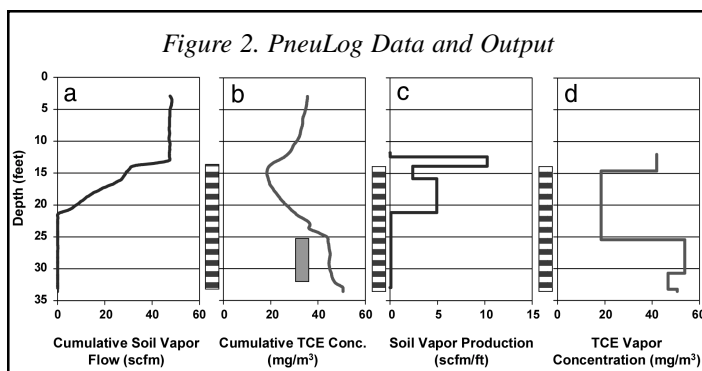 Figure 2. PneuLog Data and Output
a
b
c
d
0
5
10
15
20
25
30
35
Depth (feet)
0 20 40 60
0 20 40 60
0 5 10 15
0 20 40 60
Cumulative Soil Vapor
Flow (scfm)
Cumulative TCE Conc.
(mg/m³)
Soil Vapor Production
(scfm/ft)
TCE Vapor
Concentration (mg/m³)